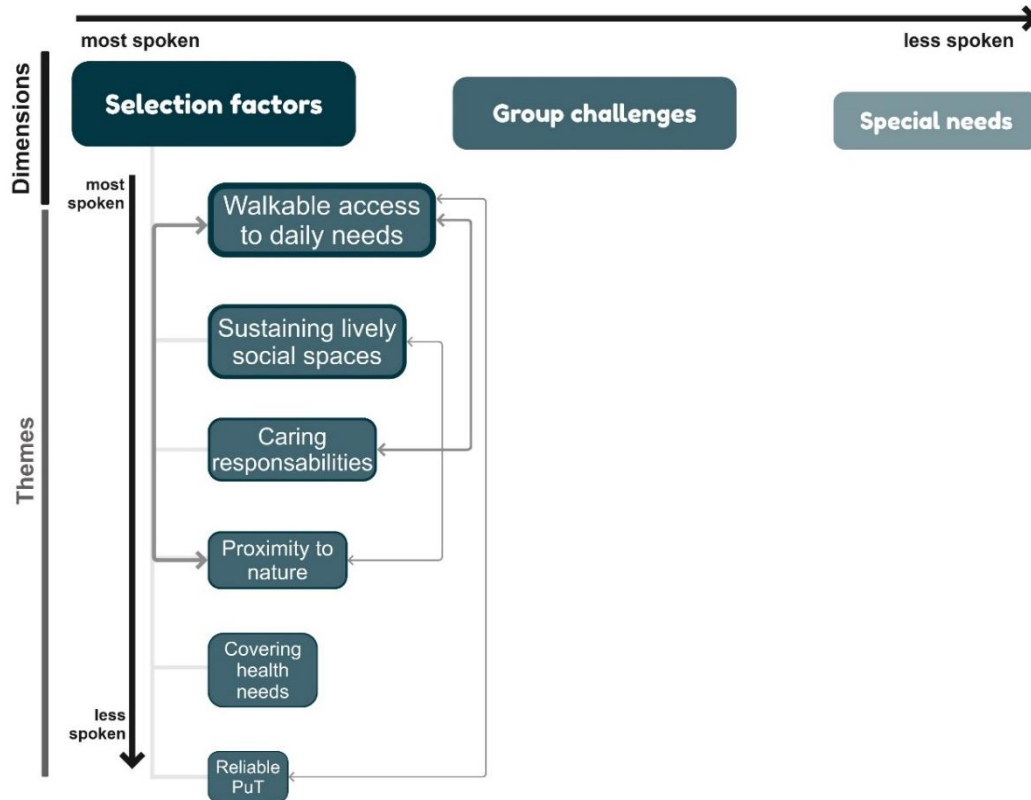 most spoken
less spoken
Dimensions
Selection factors
Group challenges
Special needs
most
spoken
Themes
Walkable access
to daily needs
Sustaining lively
social spaces
Caring
responsabilities
Proximity to
nature
Covering
health
needs
less
spoken
Reliable
PuT